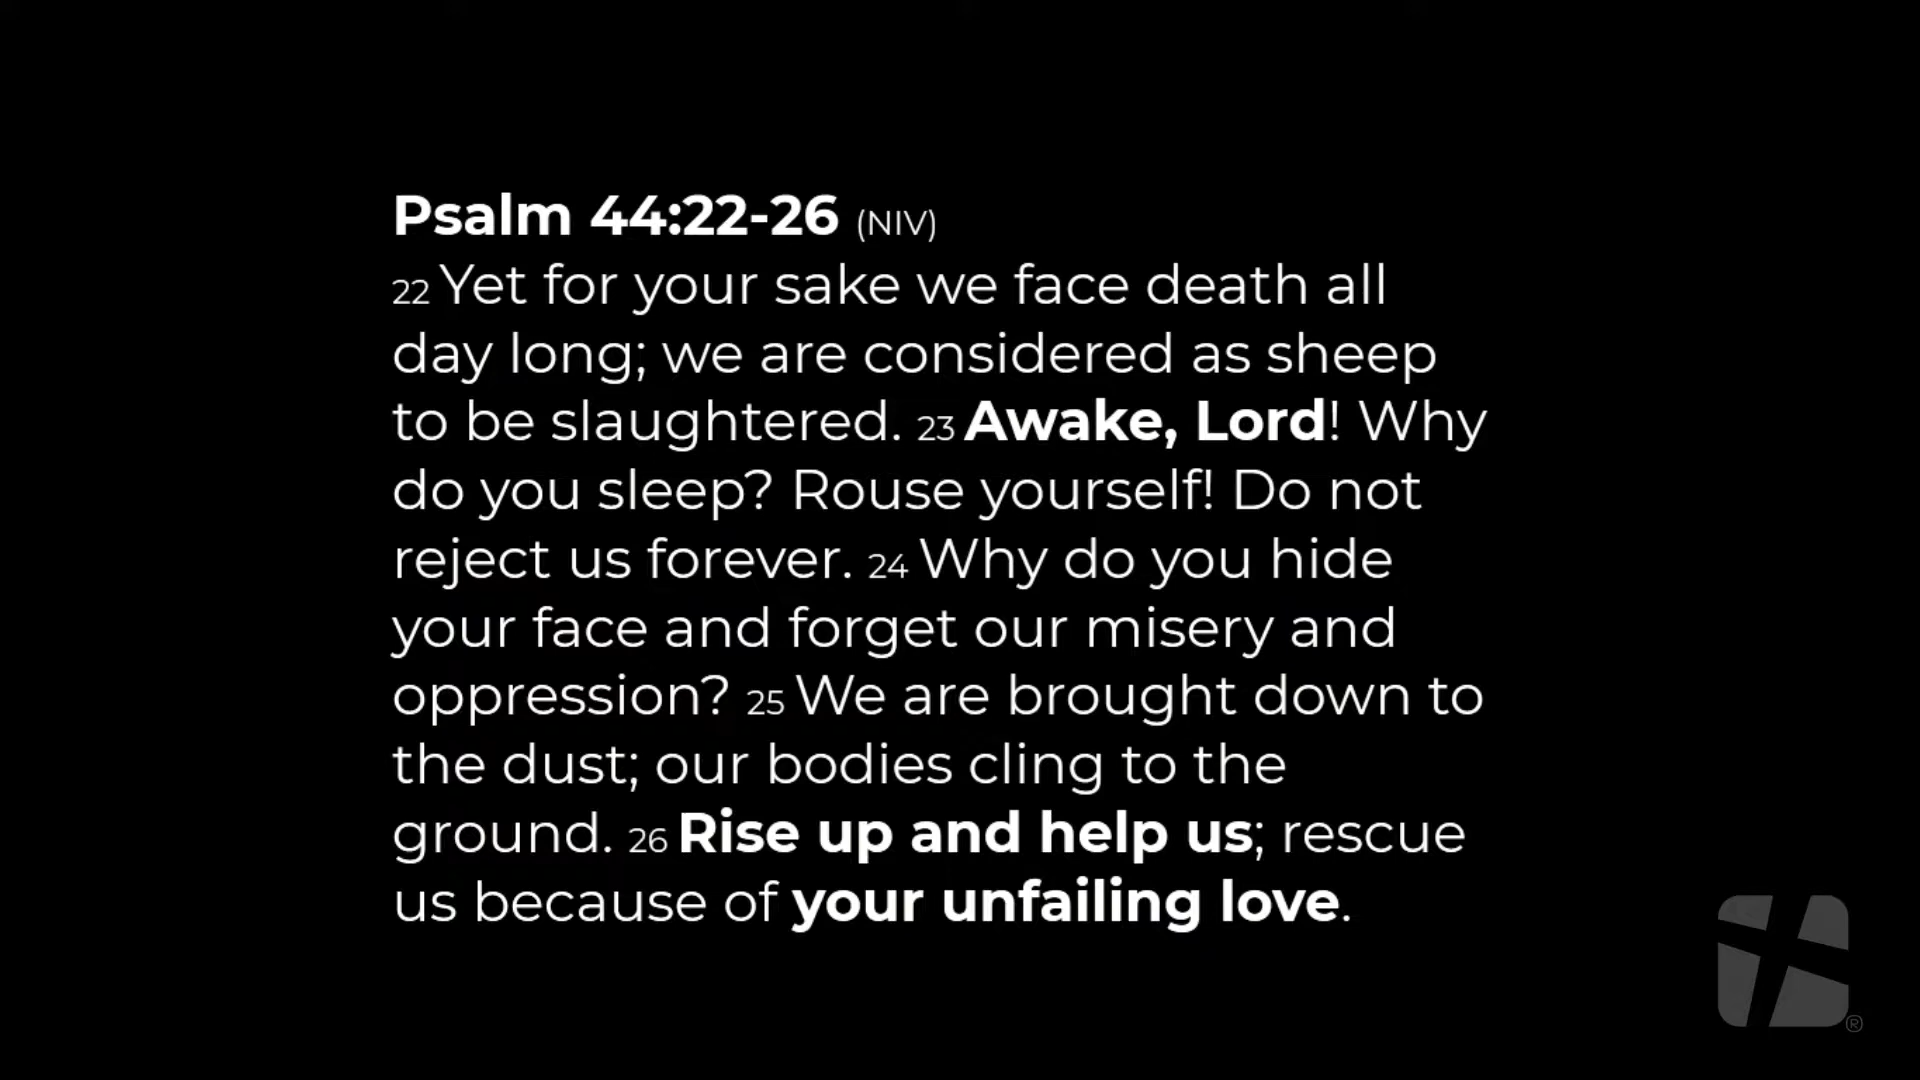 Psalm 44:22-26 (NIV)
22 Yet for your sake we face death all
day long; we are considered as sheep
to be slaughtered. 23 Awake, Lord! Why
do you sleep? Rouse yourself! Do not
reject us forever. 24 Why do you hide
your face and forget our misery and
oppression? 25 We are brought down to
the dust; our bodies cling to the
ground. 26 Rise up and help us; rescue
us because of your unfailing love.
®